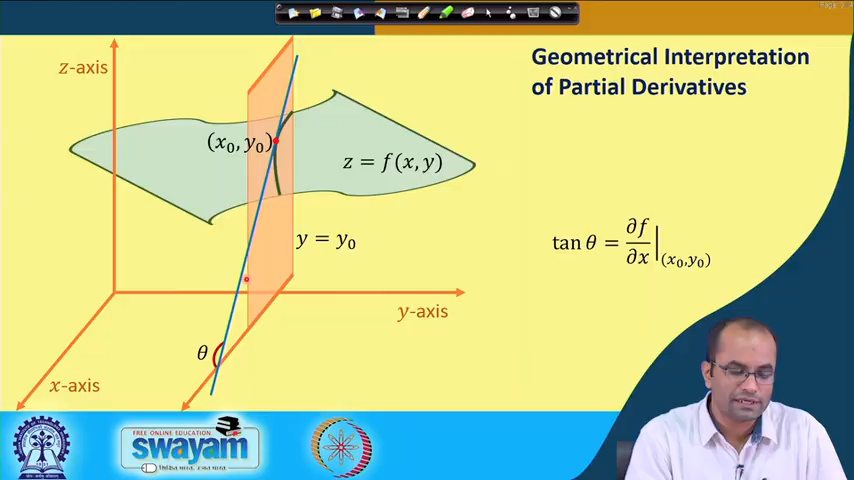 Geometrical Interpretation
of Partial Derivatives
z-axis
(x₀, y₀)
z = f(x, y)
y = y₀
tan θ = ∂f/∂x |(x₀,y₀)
y-axis
θ
x-axis
FREE ONLINE EDUCATION
swayam